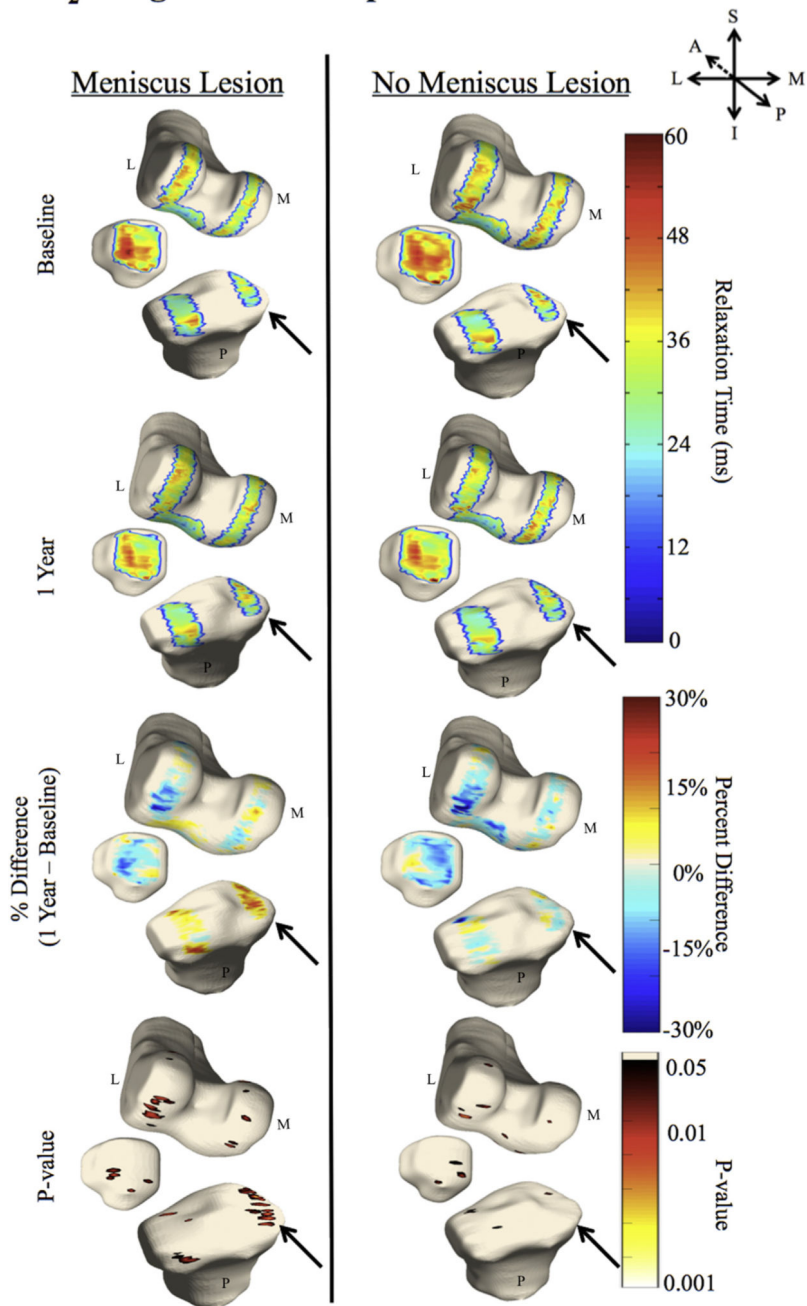 Meniscus Lesion
No Meniscus Lesion
S
A
L
M
P
I
Baseline
L
M
P
L
M
P
60
48
36
24
12
0
Relaxation Time (ms)
1 Year
L
M
P
L
M
P
% Difference
(1 Year – Baseline)
L
M
P
L
M
P
30%
15%
0%
-15%
-30%
Percent Difference
P-value
L
M
P
L
M
P
0.05
0.01
0.001
P-value